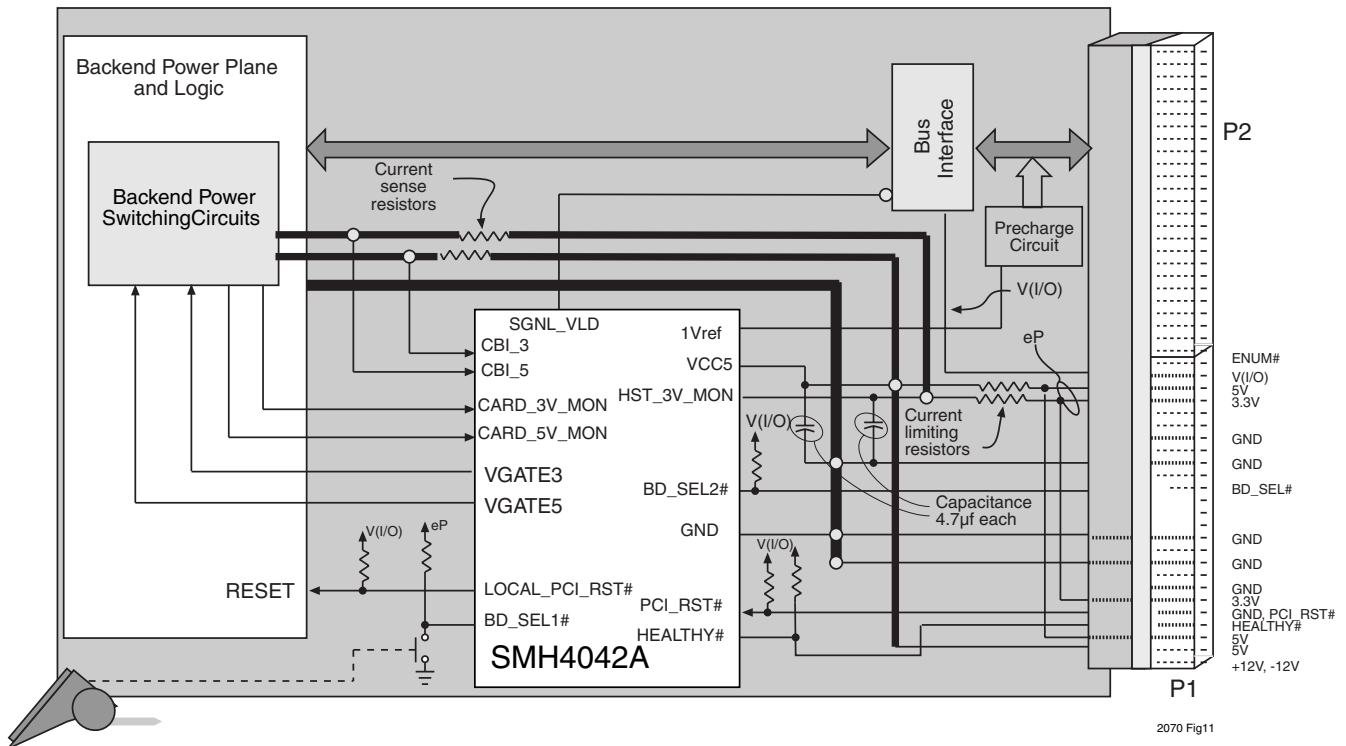 Backend Power Plane
and Logic
Backend Power
SwitchingCircuits
Current
sense
resistors
Bus
Interface
Precharge
Circuit
V(I/O)
P2
eP
SGNL_VLD
CBI_3
CBI_5
CARD_3V_MON
CARD_5V_MON
VGATE3
VGATE5
LOCAL_PCI_RST#
BD_SEL1#
1Vref
VCC5
HST_3V_MON
BD_SEL2#
GND
PCI_RST#
HEALTHY#
SMH4042A
V(I/O)
Current
limiting
resistors
Capacitance
4.7µf each
V(I/O)
V(I/O)
eP
RESET
ENUM#
V(I/O)
5V
3.3V
GND
GND
BD_SEL#
GND
GND
GND
3.3V
GND, PCI_RST#
HEALTHY#
5V
5V
+12V, -12V
P1
2070 Fig11